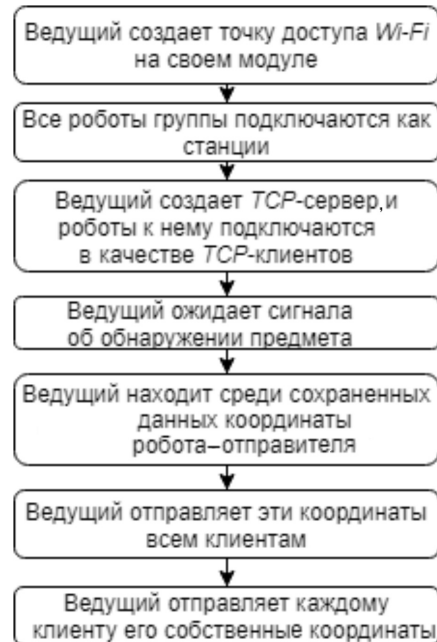 Ведущий создает точку доступа Wi-Fi
на своем модуле
Все роботы группы подключаются как
станции
Ведущий создает TCP-сервер,и
роботы к нему подключаются
в качестве TCP-клиентов
Ведущий ожидает сигнала
об обнаружении предмета
Ведущий находит среди сохраненных
данных координаты
робота–отправителя
Ведущий отправляет эти координаты
всем клиентам
Ведущий отправляет каждому
клиенту его собственные координаты